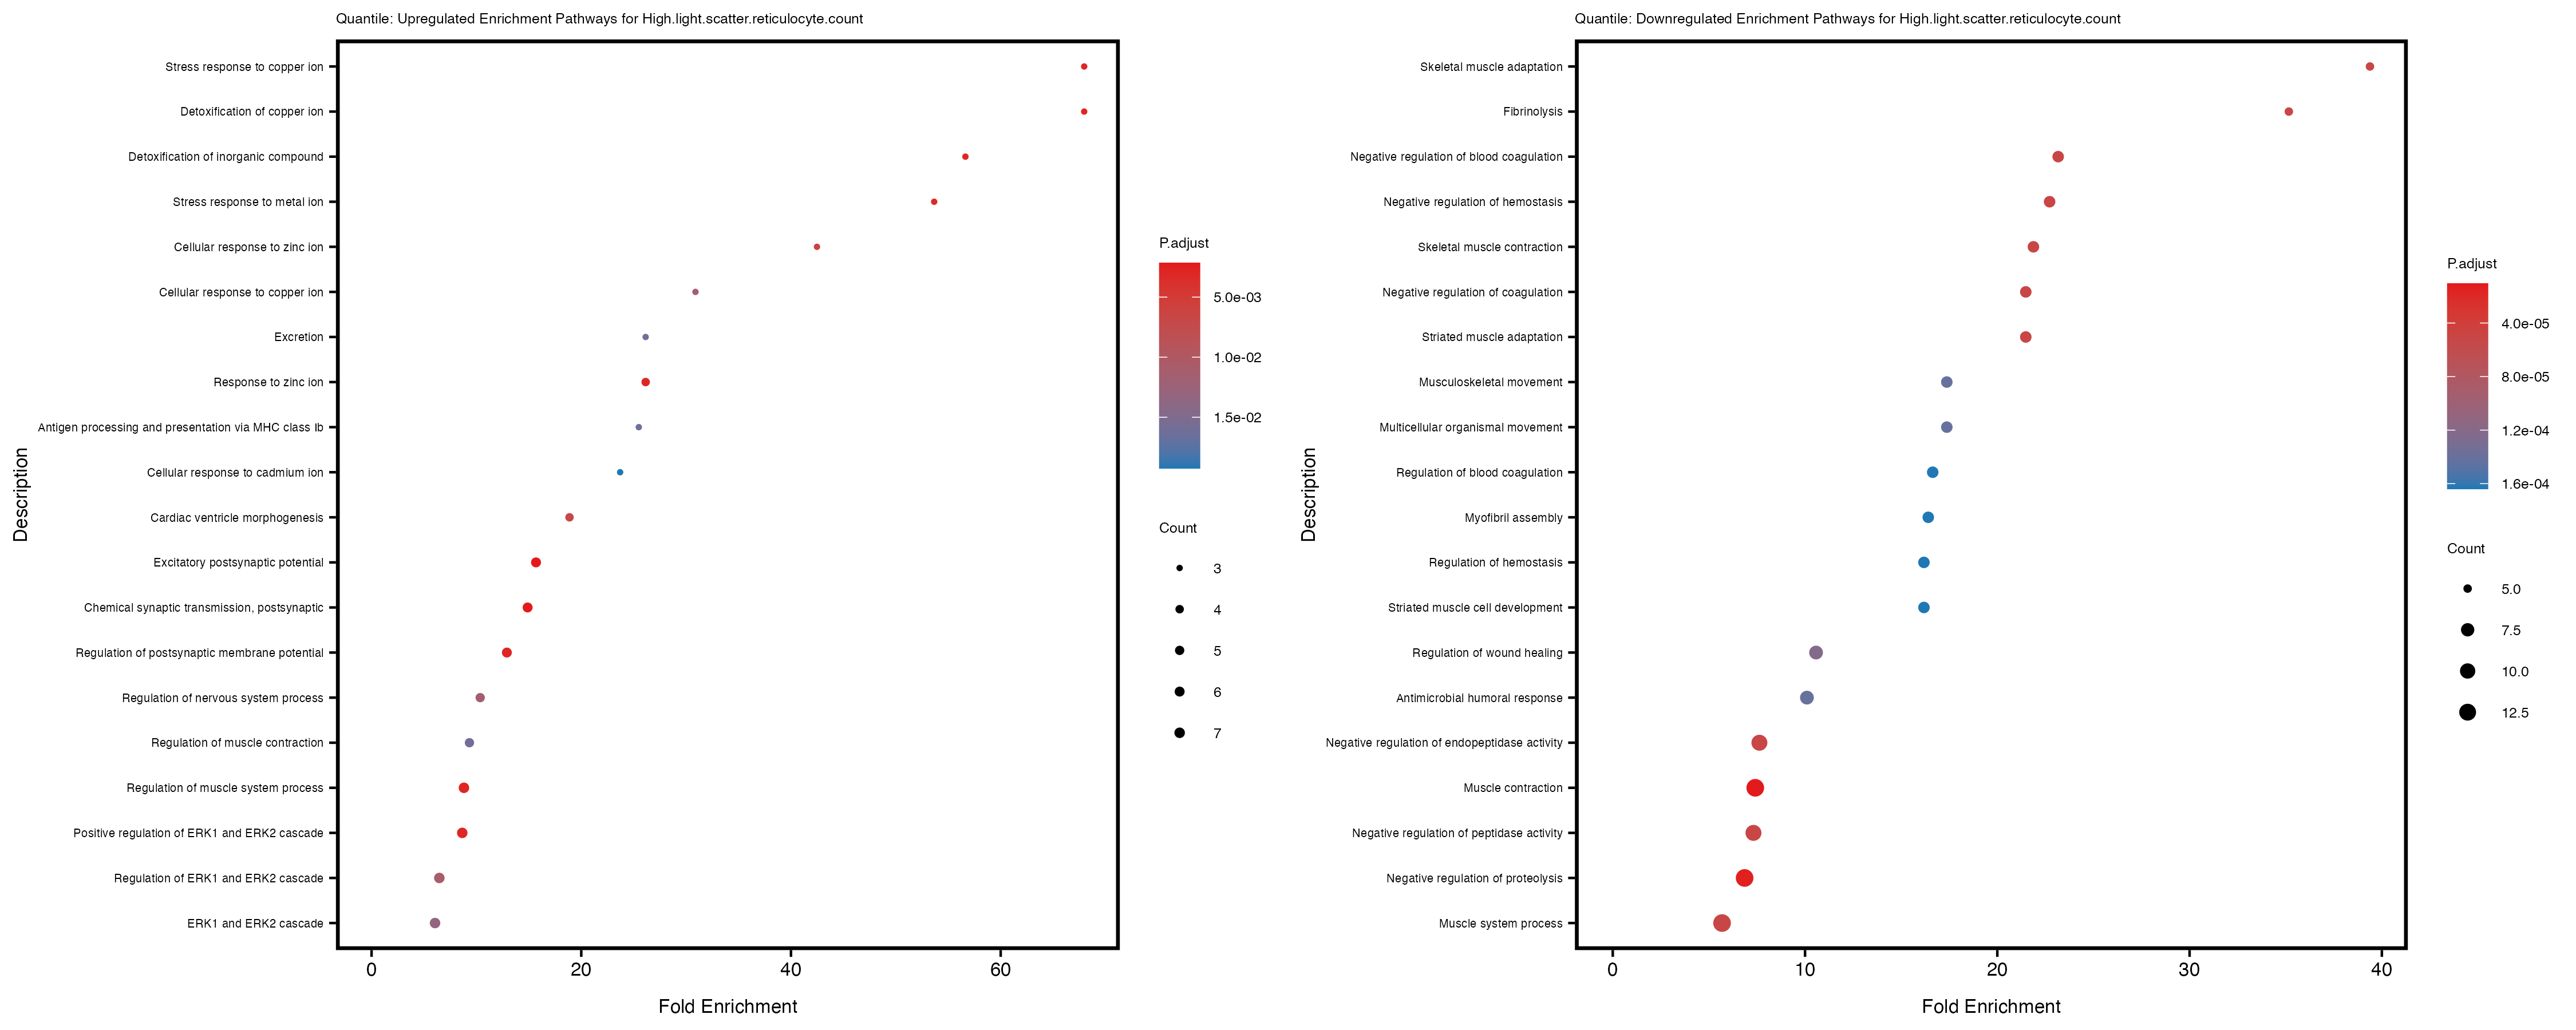 Quantile: Upregulated Enrichment Pathways for High.light.scatter.reticulocyte.count
Description
Stress response to copper ion
Detoxification of copper ion
Detoxification of inorganic compound
Stress response to metal ion
Cellular response to zinc ion
Cellular response to copper ion
Excretion
Response to zinc ion
Antigen processing and presentation via MHC class Ib
Cellular response to cadmium ion
Cardiac ventricle morphogenesis
Excitatory postsynaptic potential
Chemical synaptic transmission, postsynaptic
Regulation of postsynaptic membrane potential
Regulation of nervous system process
Regulation of muscle contraction
Regulation of muscle system process
Positive regulation of ERK1 and ERK2 cascade
Regulation of ERK1 and ERK2 cascade
ERK1 and ERK2 cascade
0 20 40 60
Fold Enrichment
P.adjust
5.0e-03
1.0e-02
1.5e-02
Count
3
4
5
6
7
Quantile: Downregulated Enrichment Pathways for High.light.scatter.reticulocyte.count
Description
Skeletal muscle adaptation
Fibrinolysis
Negative regulation of blood coagulation
Negative regulation of hemostasis
Skeletal muscle contraction
Negative regulation of coagulation
Striated muscle adaptation
Musculoskeletal movement
Multicellular organismal movement
Regulation of blood coagulation
Myofibril assembly
Regulation of hemostasis
Striated muscle cell development
Regulation of wound healing
Antimicrobial humoral response
Negative regulation of endopeptidase activity
Muscle contraction
Negative regulation of peptidase activity
Negative regulation of proteolysis
Muscle system process
0 10 20 30 40
Fold Enrichment
P.adjust
4.0e-05
8.0e-05
1.2e-04
1.6e-04
Count
5.0
7.5
10.0
12.5